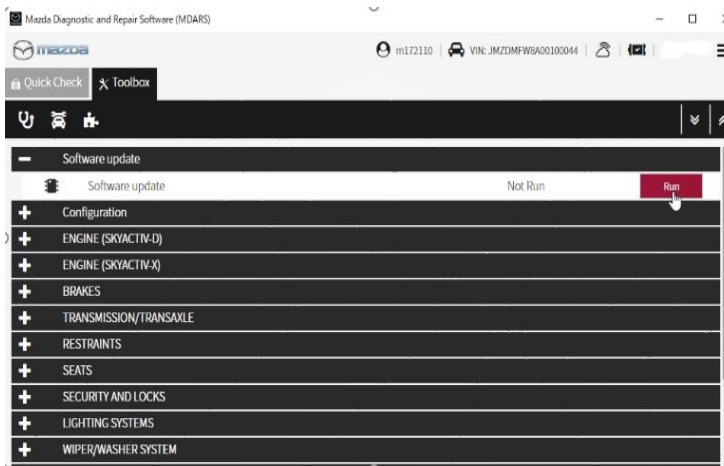 Mazda Diagnostic and Repair Software (MDARS)
mazda m172110 VIN: JMZDMFW8A00100044
Quick Check Toolbox
Software update
Software update Not Run Run
Configuration
ENGINE (SKYACTIV-D)
ENGINE (SKYACTIV-X)
BRAKES
TRANSMISSION/TRANSAXLE
RESTRAINTS
SEATS
SECURITY AND LOCKS
LIGHTING SYSTEMS
WIPER/WASHER SYSTEM